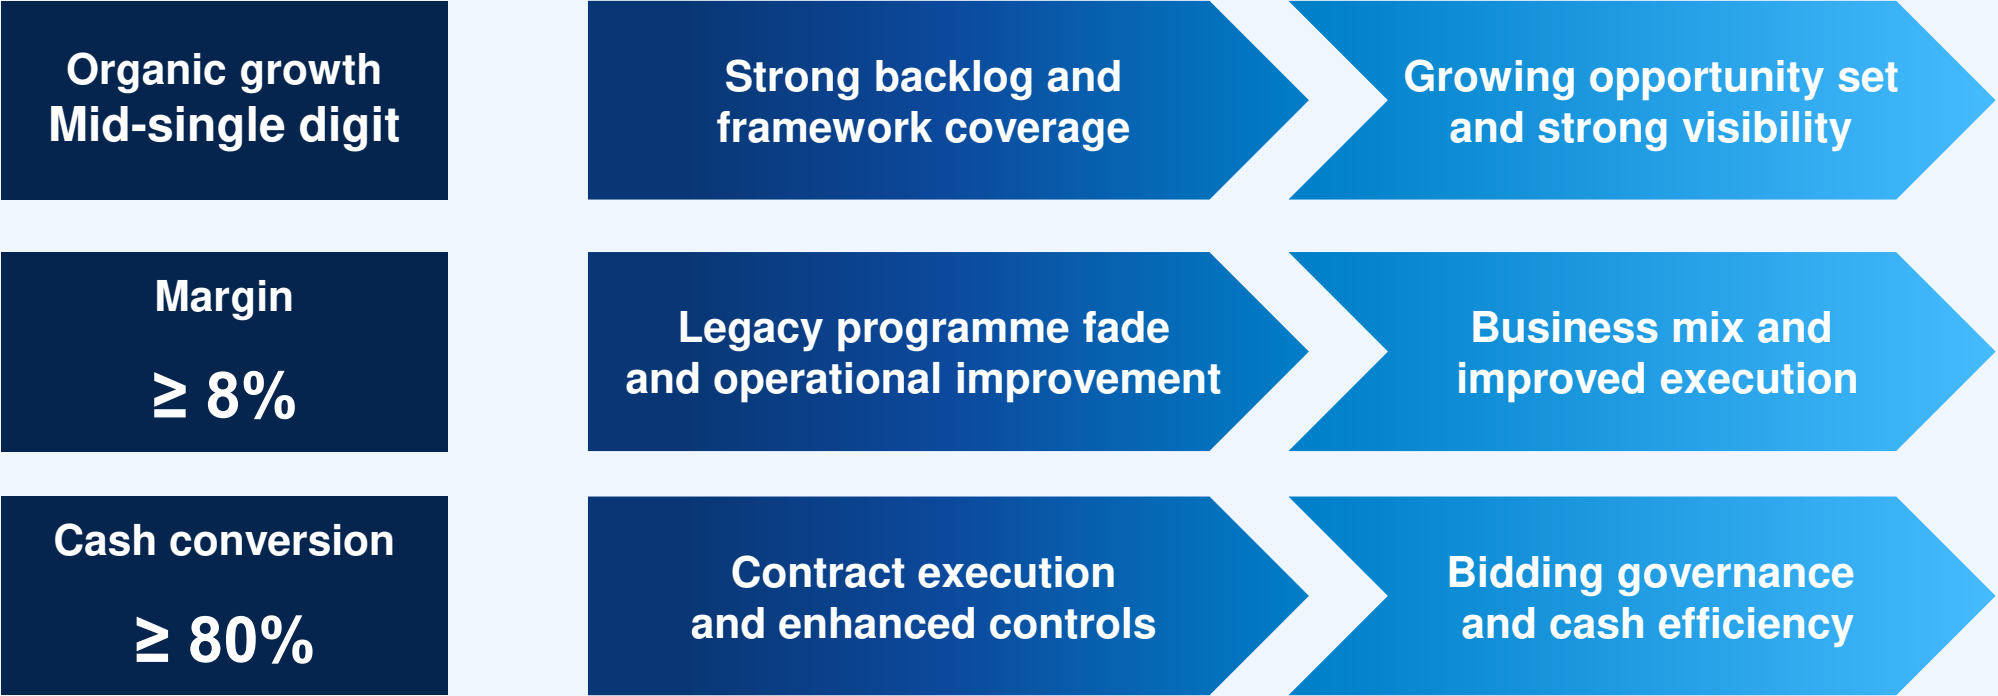 Organic growth
Mid-single digit
Strong backlog and
framework coverage
Growing opportunity set
and strong visibility
Margin
≥ 8%
Legacy programme fade
and operational improvement
Business mix and
improved execution
Cash conversion
≥ 80%
Contract execution
and enhanced controls
Bidding governance
and cash efficiency